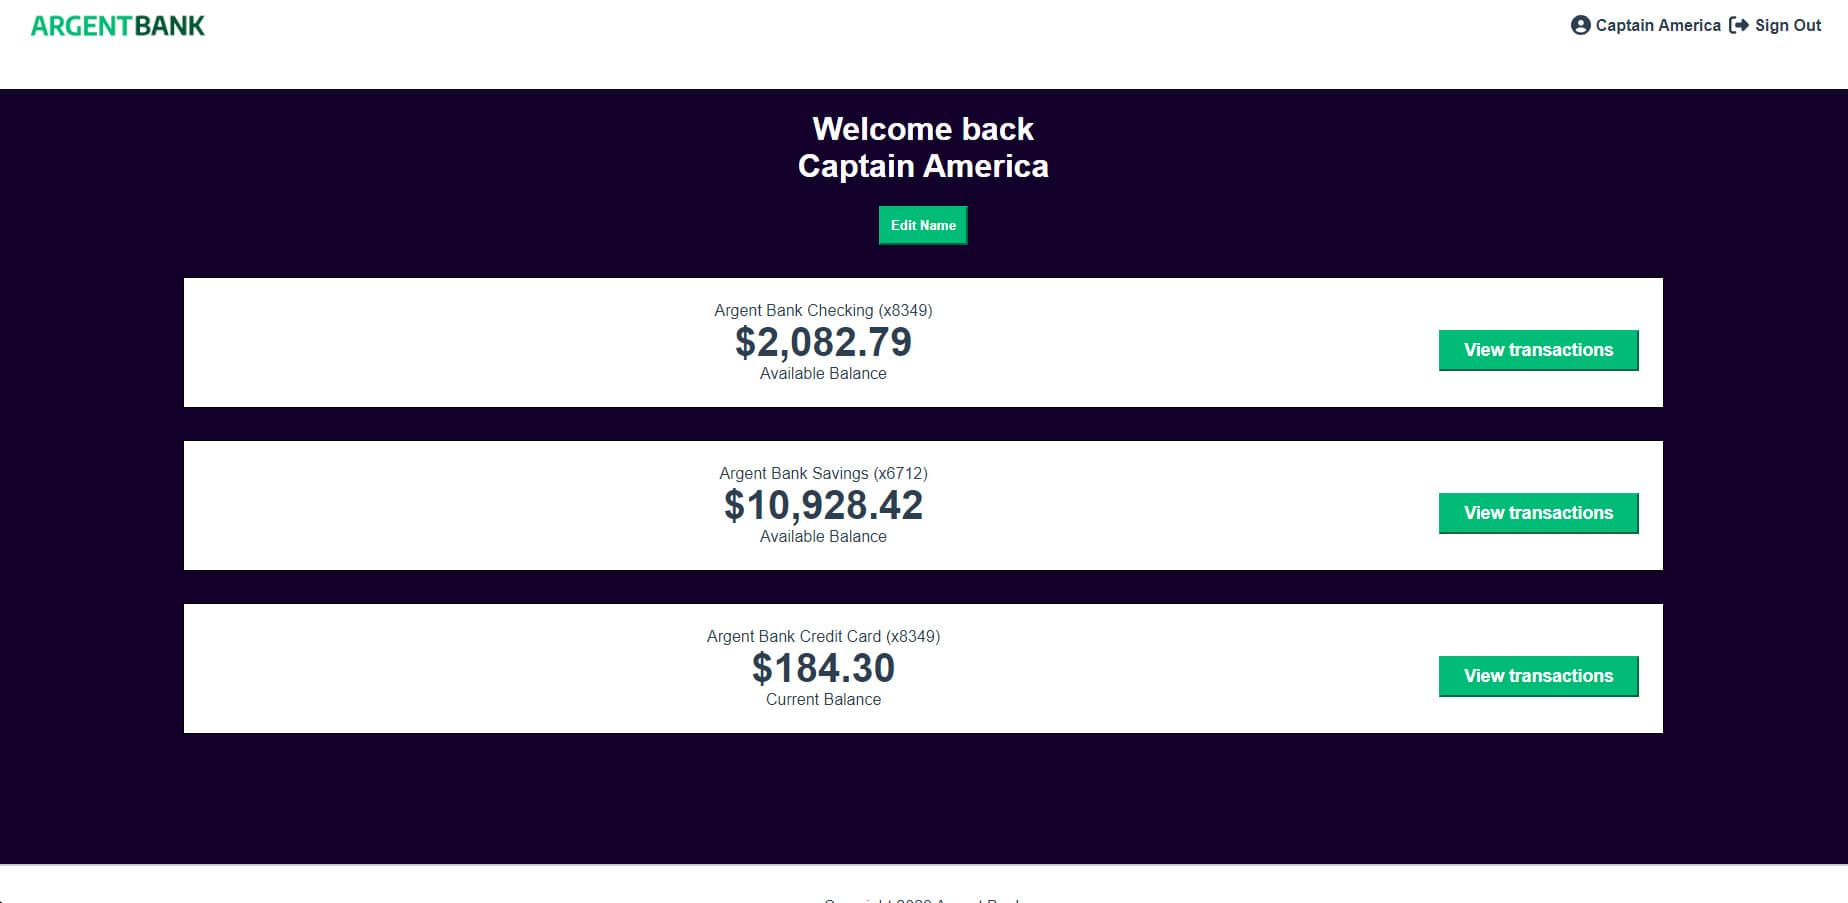 ARGENTBANK
Captain America Sign Out
Welcome back
Captain America
Edit Name
Argent Bank Checking (x8349)
$2,082.79
Available Balance
View transactions
Argent Bank Savings (x6712)
$10,928.42
Available Balance
View transactions
Argent Bank Credit Card (x8349)
$184.30
Current Balance
View transactions